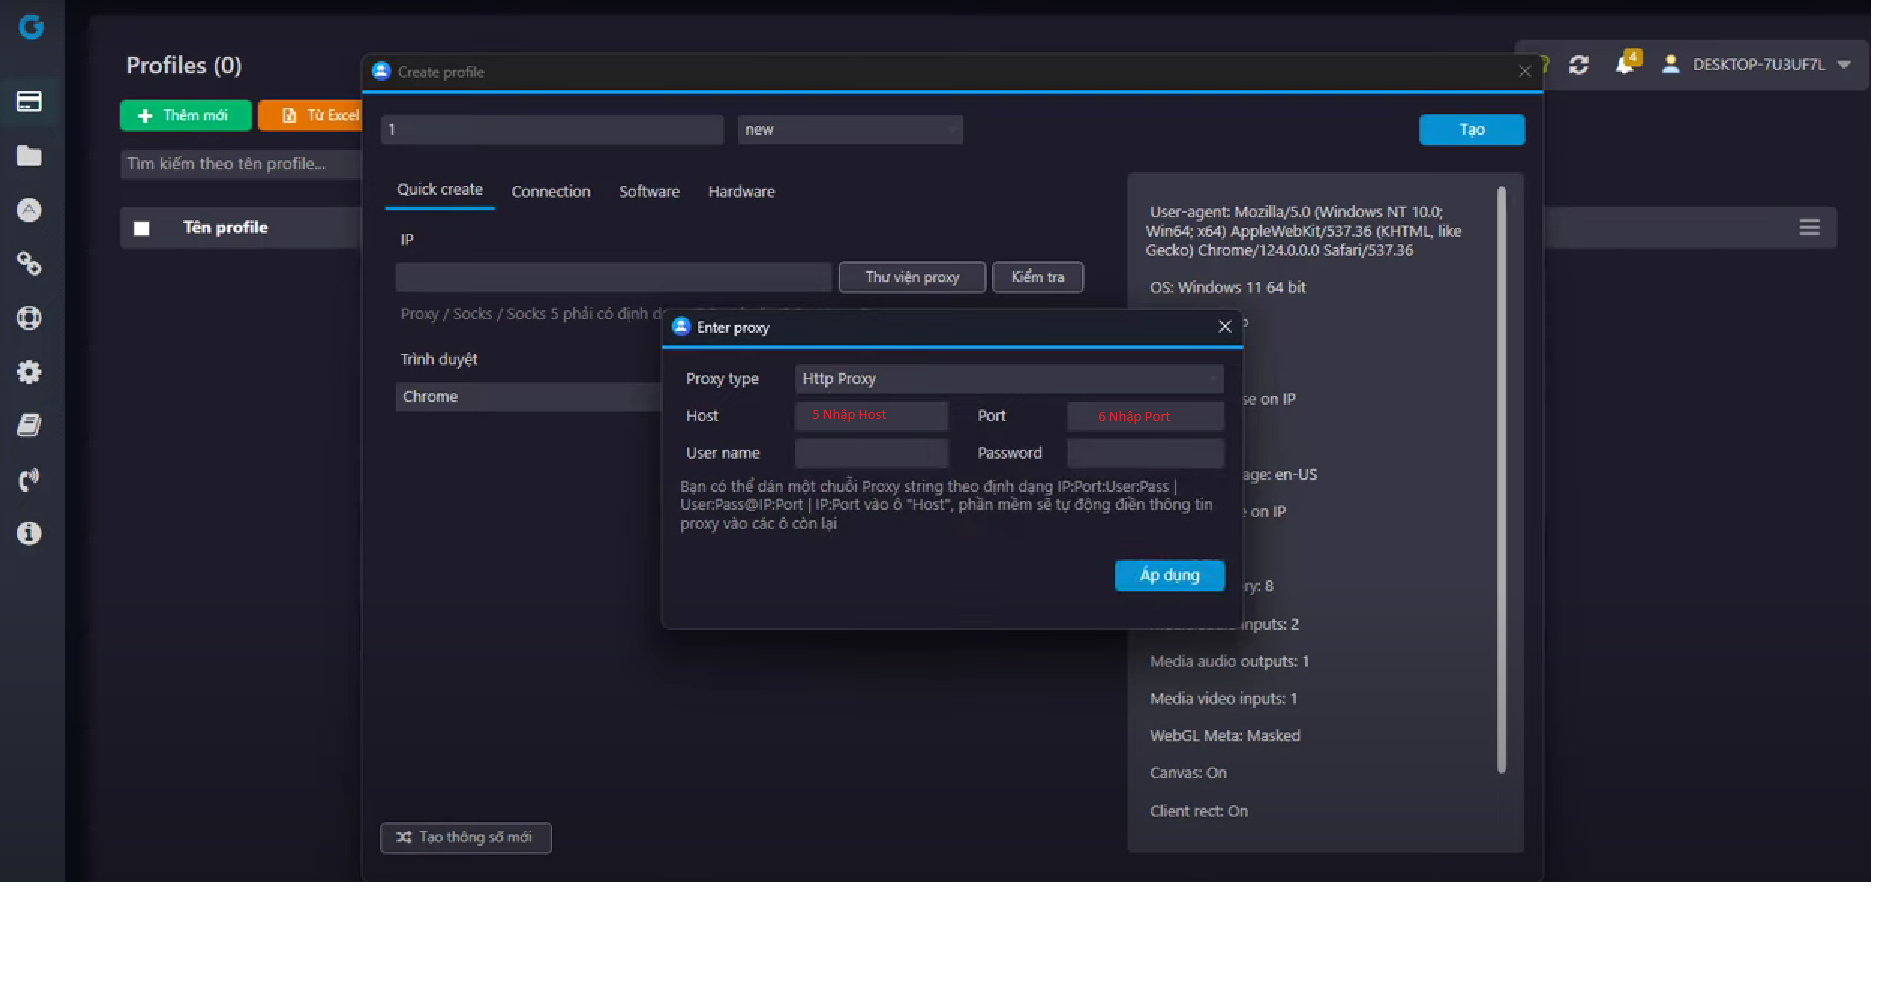 Profiles (0)
Thêm mới
Từ Excel
Tìm kiếm theo tên profile...
Tên profile
4
DESKTOP-7U3UF7L
Create profile
1
new
Tạo
Quick create
Connection
Software
Hardware
IP
Thư viện proxy
Kiểm tra
Proxy / Socks / Socks 5 phải có định d
Trình duyệt
Chrome
Enter proxy
Proxy type
Http Proxy
Host
5 Nhập Host
Port
6 Nhập Port
User name
Password
Bạn có thể dán một chuỗi Proxy string theo định dạng IP:Port:User:Pass |
User:Pass@IP:Port | IP:Port vào ô "Host", phần mềm sẽ tự động điền thông tin
proxy vào các ô còn lại
Áp dụng
User-agent: Mozilla/5.0 (Windows NT 10.0;
Win64; x64) AppleWebKit/537.36 (KHTML, like
Gecko) Chrome/124.0.0.0 Safari/537.36
OS: Windows 11 64 bit
se on IP
age: en-US
on IP
ry: 8
inputs: 2
Media audio outputs: 1
Media video inputs: 1
WebGL Meta: Masked
Canvas: On
Client rect: On
Tạo thông số mới